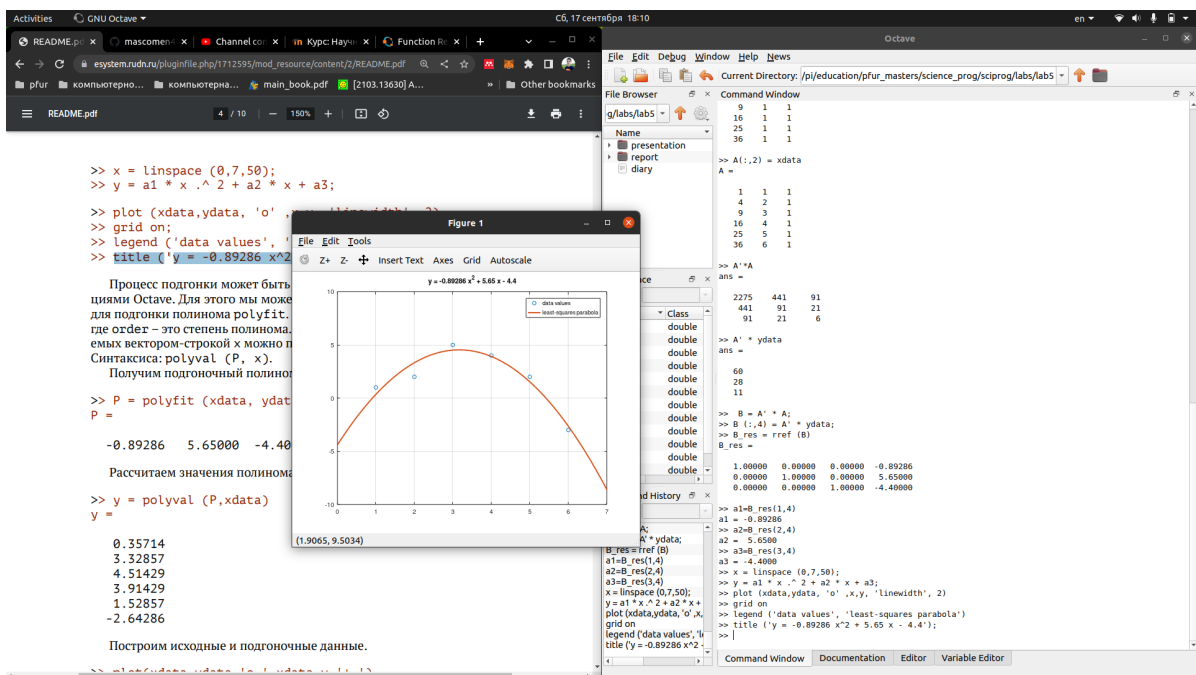 Activities GNU Octave Сб, 17 сентября 18:10 en
README.pd mascomen4 Channel con Курс: Науч Function Re
esystem.rudn.ru/pluginfile.php/1712595/mod_resource/content/2/README.pdf
pfur компьютерно... компьютерна... main_book.pdf [2103.13630] A... » Other bookmarks
README.pdf 4 / 10 150%
>> x = linspace (0,7,50);
>> y = a1 * x .^ 2 + a2 * x + a3;
>> plot (xdata,ydata, 'o'
>> grid on;
>> legend ('data values', '
>> title ('y = -0.89286 x^2
Процесс подгонки может быть
циями Octave. Для этого мы може
для подгонки полинома polyfit.
где order – это степень полинома.
емых вектором-строкой x можно п
Синтаксиса: polyval (P, x).
Получим подгоночный полино
>> P = polyfit (xdata, ydat
P =
-0.89286 5.65000 -4.40
Рассчитаем значения полинома
>> y = polyval (P,xdata)
y =
0.35714
3.32857
4.51429
3.91429
1.52857
-2.64286
Построим исходные и подгоночные данные.
Figure 1
File Edit Tools
Z+ Z- Insert Text Axes Grid Autoscale
y = -0.89286 x2 + 5.65 x - 4.4
data values
least-squares parabola
10
5
0
-5
-10
0 1 2 3 4 5 6 7
(1.9065, 9.5034)
Octave
File Edit Debug Window Help News
Current Directory: /pi/education/pfur_masters/science_prog/sciprog/labs/lab5
File Browser
g/labs/lab5
Name
presentation
report
diary
ce
Class
double
double
double
double
double
double
double
double
double
double
double
double
double
nd History
A;
A' * ydata;
B_res = rref (B)
a1=B_res(1,4)
a2=B_res(2,4)
a3=B_res(3,4)
x = linspace (0,7,50);
y = a1 * x .^ 2 + a2 * x +
plot (xdata,ydata, 'o' ,x,
grid on
legend ('data values', 'le
title ('y = -0.89286 x^2 -
Command Window
9 1 1
16 1 1
25 1 1
36 1 1
>> A(:,2) = xdata
A =
1 1 1
4 2 1
9 3 1
16 4 1
25 5 1
36 6 1
>> A'*A
ans =
2275 441 91
441 91 21
91 21 6
>> A' * ydata
ans =
60
28
11
>> B = A' * A;
>> B (:,4) = A' * ydata;
>> B_res = rref (B)
B_res =
1.00000 0.00000 0.00000 -0.89286
0.00000 1.00000 0.00000 5.65000
0.00000 0.00000 1.00000 -4.40000
>> a1=B_res(1,4)
a1 = -0.89286
>> a2=B_res(2,4)
a2 = 5.6500
>> a3=B_res(3,4)
a3 = -4.4000
>> x = linspace (0,7,50);
>> y = a1 * x .^ 2 + a2 * x + a3;
>> plot (xdata,ydata, 'o' ,x,y, 'linewidth', 2)
>> grid on
>> legend ('data values', 'least-squares parabola')
>> title ('y = -0.89286 x^2 + 5.65 x - 4.4');
>>
Command Window Documentation Editor Variable Editor